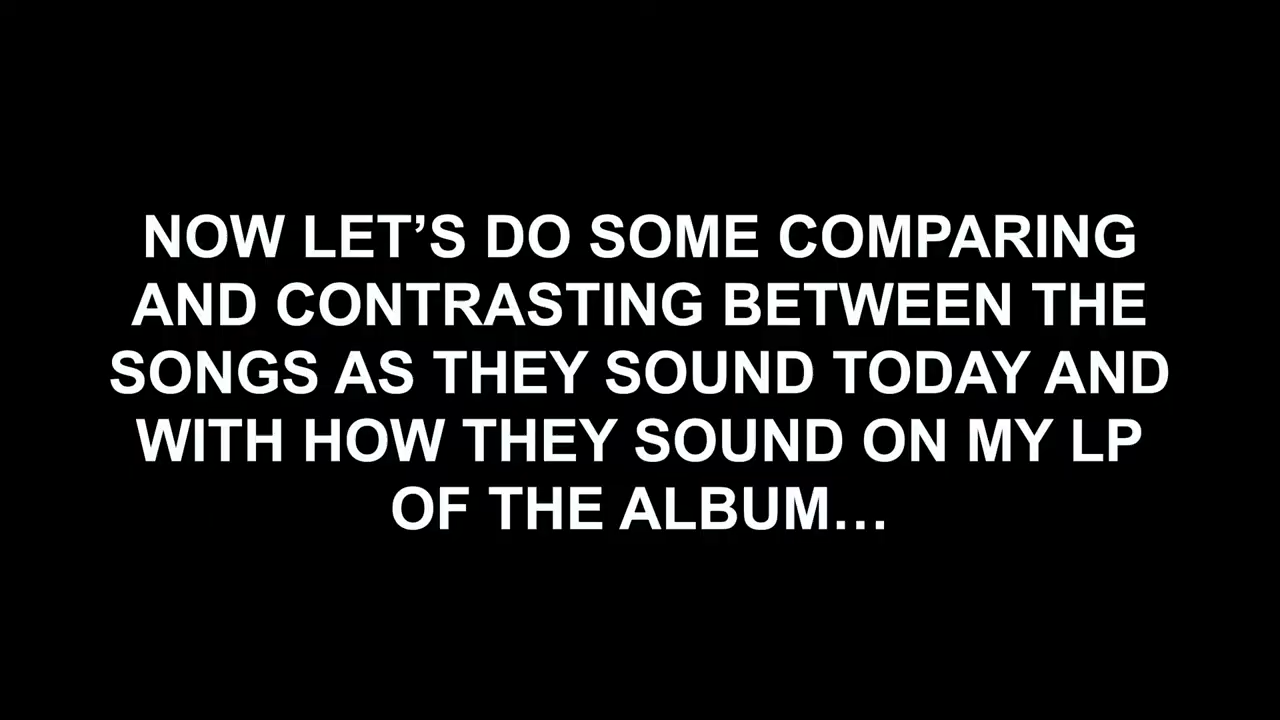 NOW LET’S DO SOME COMPARING
AND CONTRASTING BETWEEN THE
SONGS AS THEY SOUND TODAY AND
WITH HOW THEY SOUND ON MY LP
OF THE ALBUM…